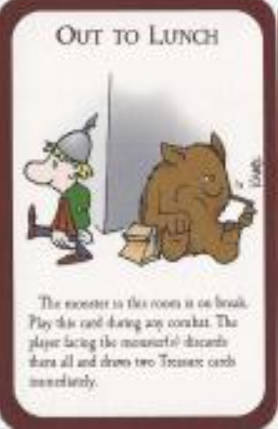 OUT TO LUNCH
The monster in this room is on break.
Play this card during any combat. The
player facing the monster(s) discards
them all and draws two Treasure cards
immediately.